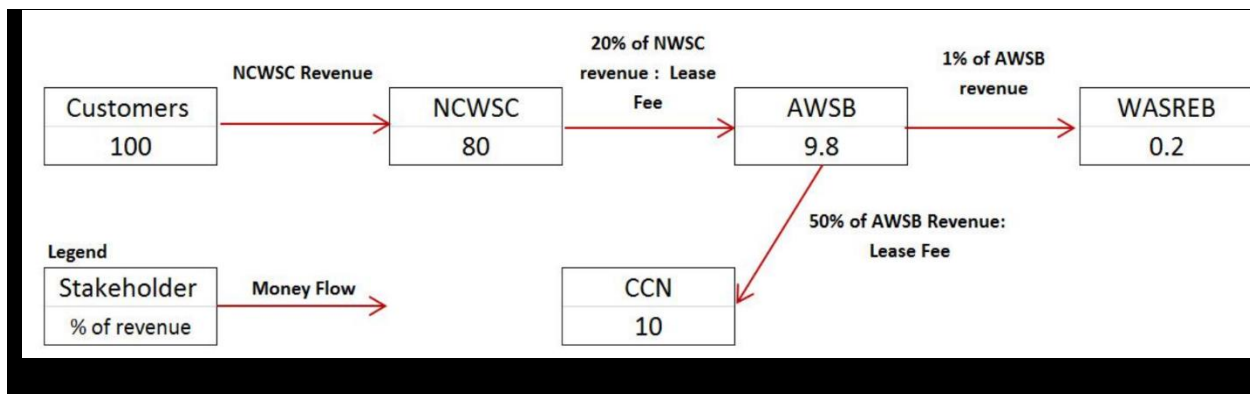 NCWSC Revenue
20% of NWSC
revenue : Lease
Fee
1% of AWSB
revenue
Customers
100
NCWSC
80
AWSB
9.8
WASREB
0.2
50% of AWSB Revenue:
Lease Fee
Legend
Stakeholder
% of revenue
Money Flow
CCN
10